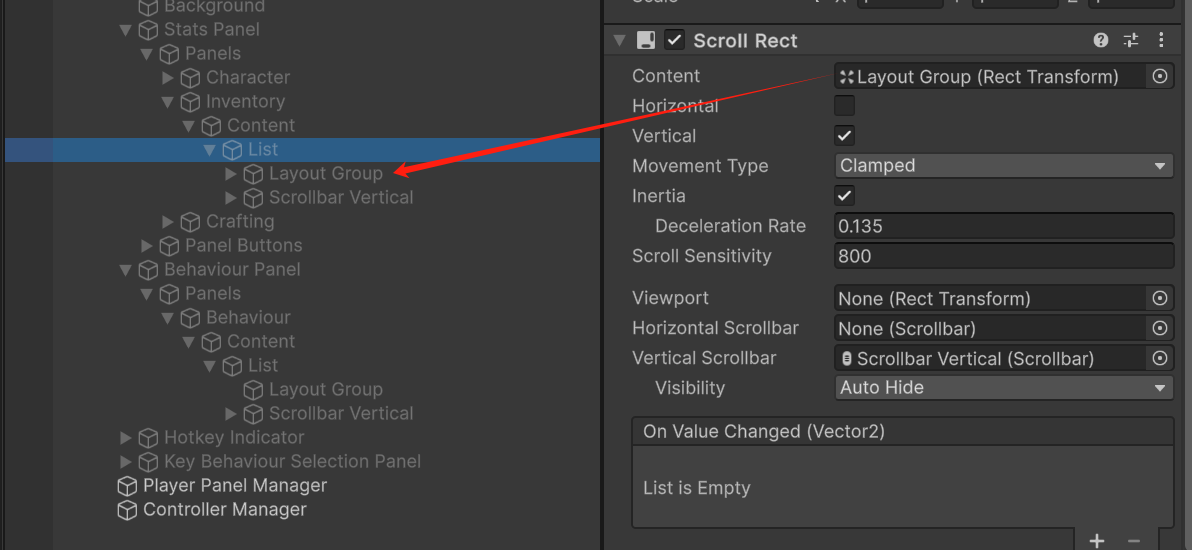 Background
Stats Panel
Panels
Character
Inventory
Content
List
Layout Group
Scrollbar Vertical
Crafting
Panel Buttons
Behaviour Panel
Panels
Behaviour
Content
List
Layout Group
Scrollbar Vertical
Hotkey Indicator
Key Behaviour Selection Panel
Player Panel Manager
Controller Manager
Scroll Rect
Content Layout Group (Rect Transform)
Horizontal
Vertical
Movement Type Clamped
Inertia
Deceleration Rate 0.135
Scroll Sensitivity 800
Viewport None (Rect Transform)
Horizontal Scrollbar None (Scrollbar)
Vertical Scrollbar Scrollbar Vertical (Scrollbar)
Visibility Auto Hide
On Value Changed (Vector2)
List is Empty